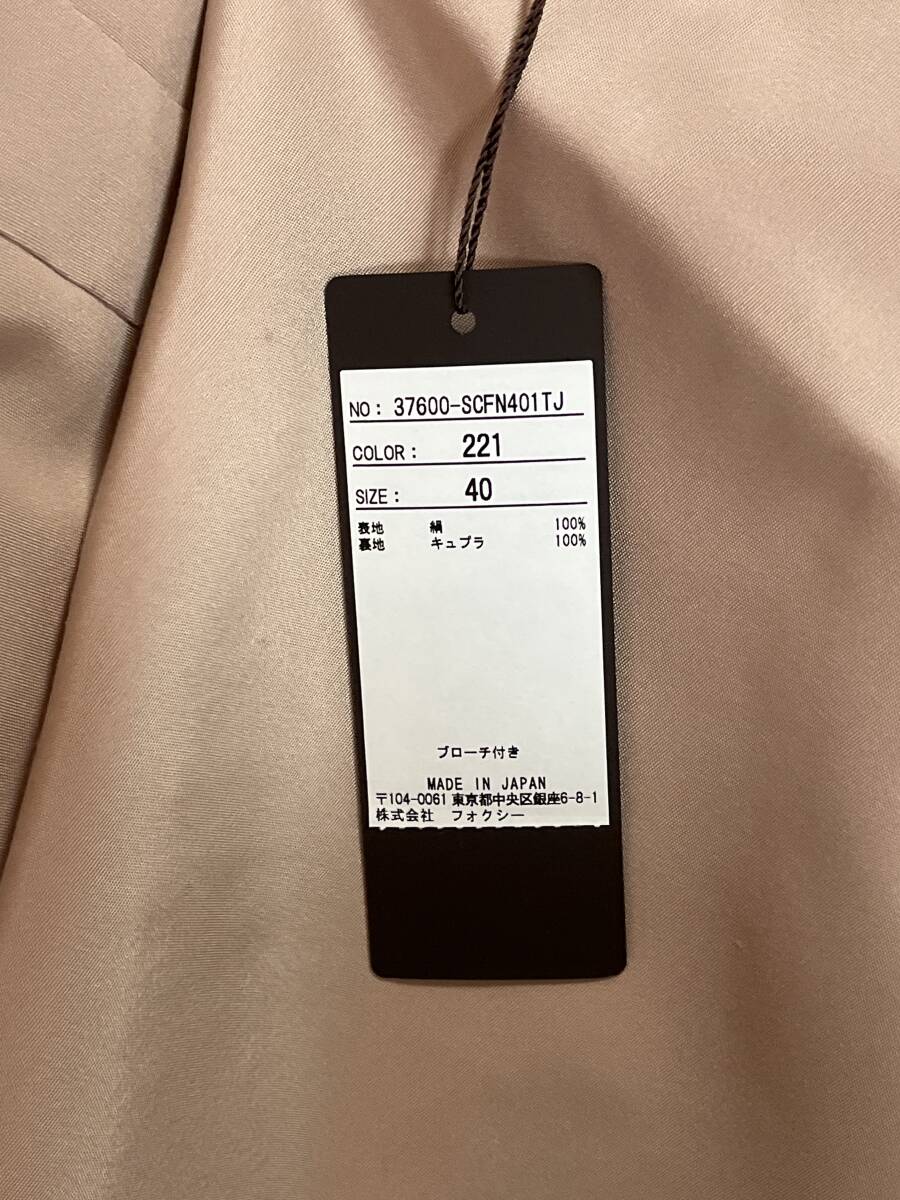 NO: 37600-SCFN401TJ
COLOR: 221
SIZE: 40
表地 絹 100%
裏地 キュプラ 100%
ブローチ付き
MADE IN JAPAN
〒104-0061 東京都中央区銀座6-8-1
株式会社 フォクシー